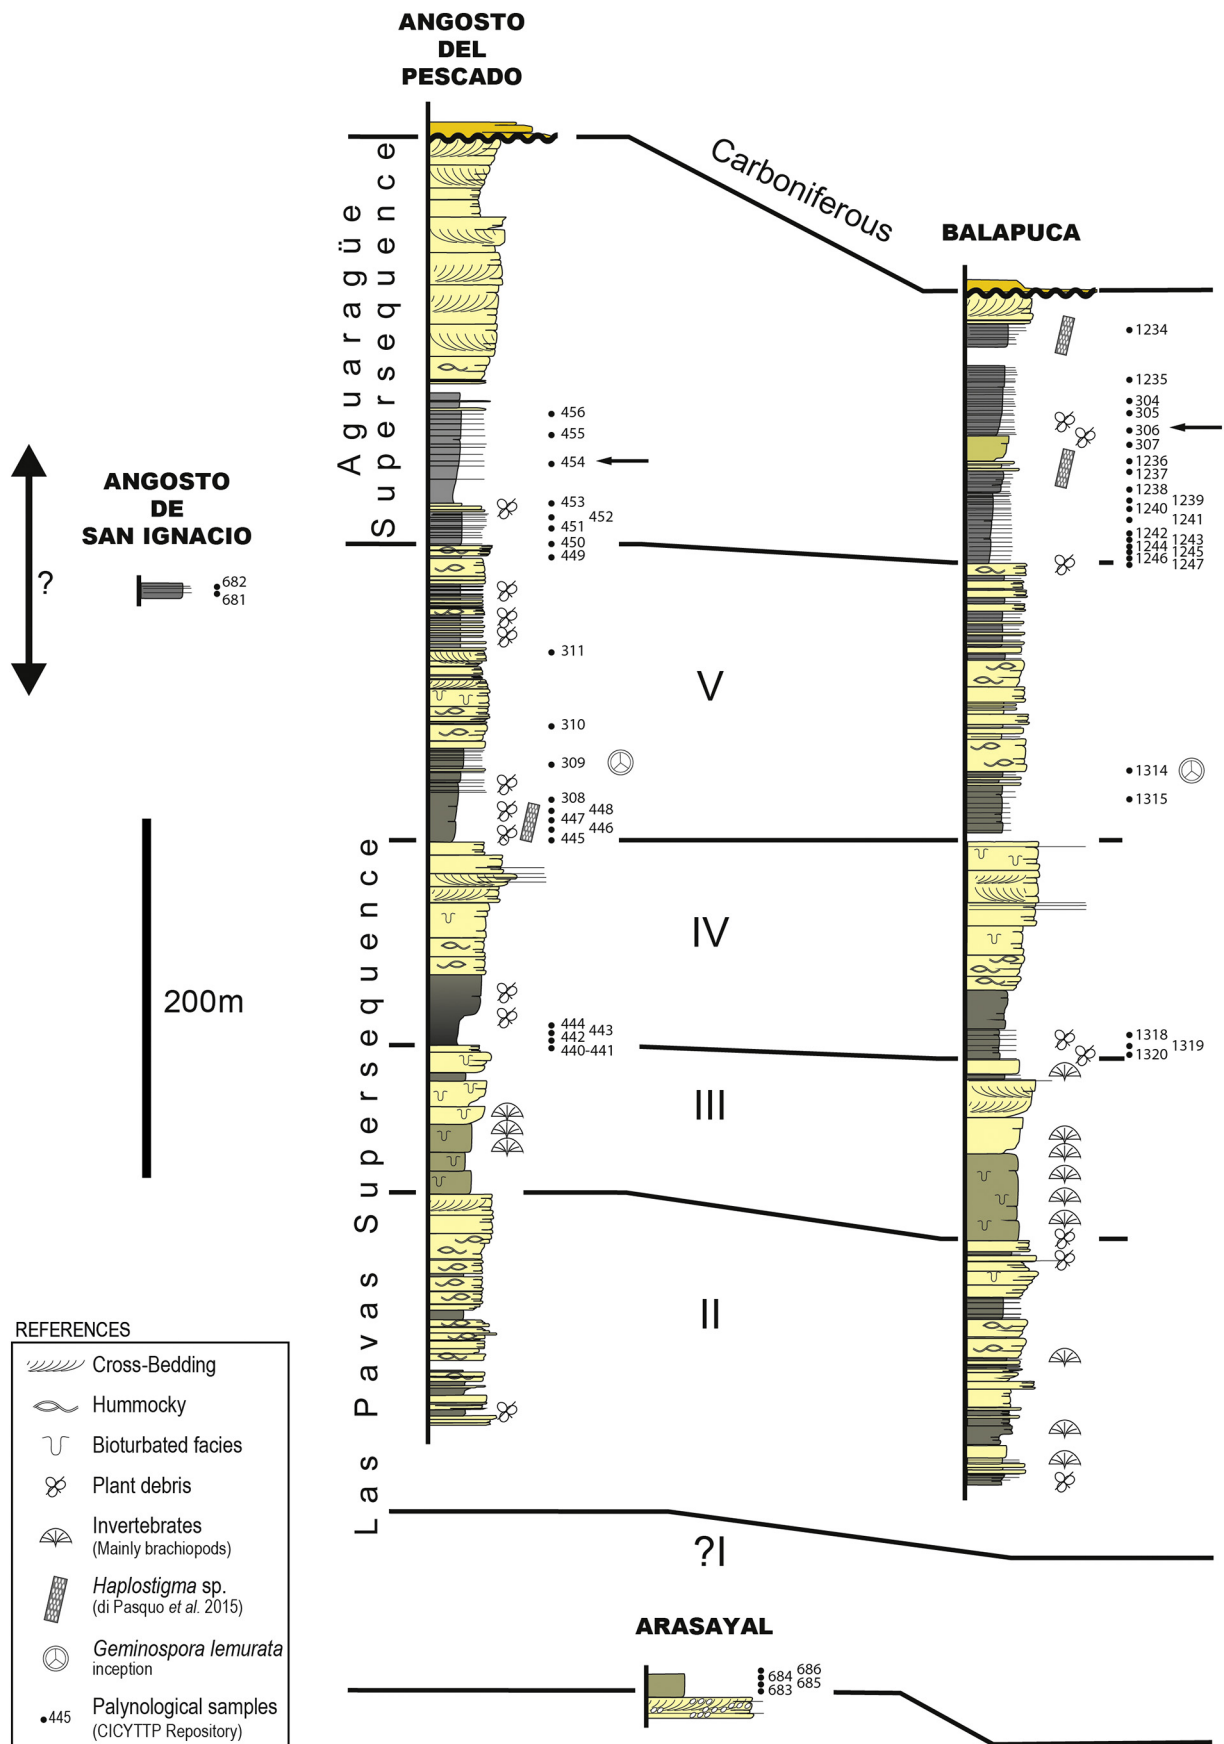 ANGOSTO
DEL
PESCADO
Carboniferous
BALAPUCA
Aguaragüe
Supersequence
1234
1235
304
305
306
307
1236
1237
1238
1239
1240
1241
1242
1243
1244
1245
1246
1247
456
455
454
453
452
451
450
449
ANGOSTO
DE
SAN IGNACIO
?
682
681
311
V
310
309
1314
308
1315
448
447
446
445
IV
200m
444
443
442
440-441
1318
1319
1320
III
Las Pavas Supersequence
II
?I
ARASAYAL
686
684
685
683
REFERENCES
Cross-Bedding
Hummocky
Bioturbated facies
Plant debris
Invertebrates
(Mainly brachiopods)
Haplostigma sp.
(di Pasquo et al. 2015)
Geminospora lemurata
inception
•445 Palynological samples
(CICYTTP Repository)